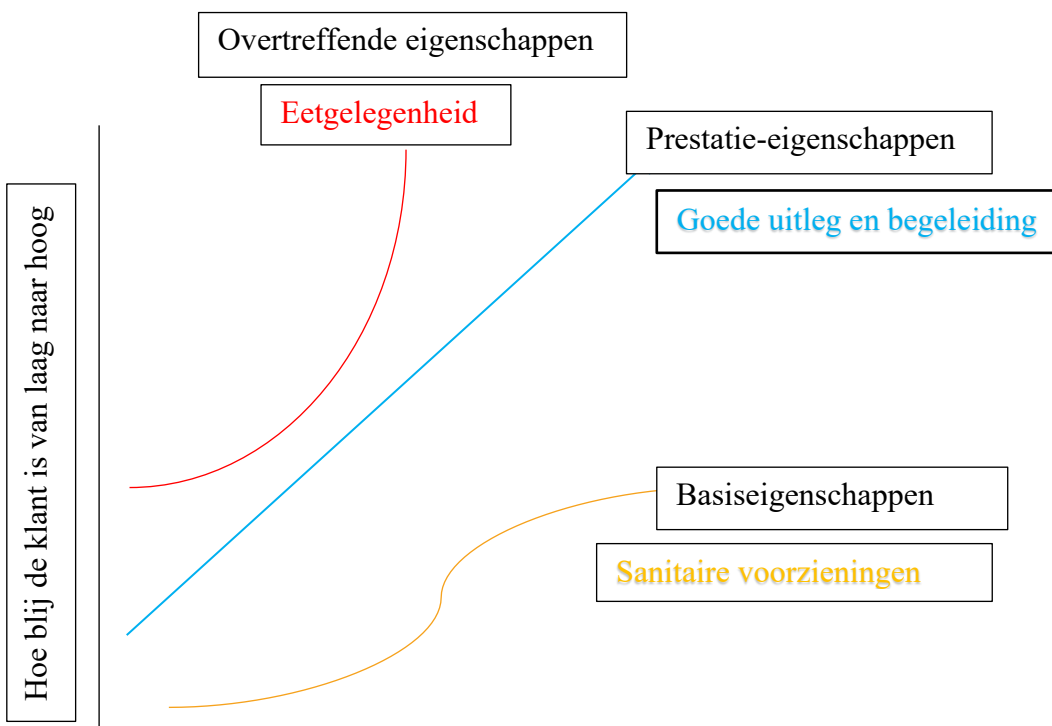 Overtreffende eigenschappen
Eetgelegenheid
Prestatie-eigenschappen
Goede uitleg en begeleiding
Hoe blij de klant is van laag naar hoog
Basiseigenschappen
Sanitaire voorzieningen